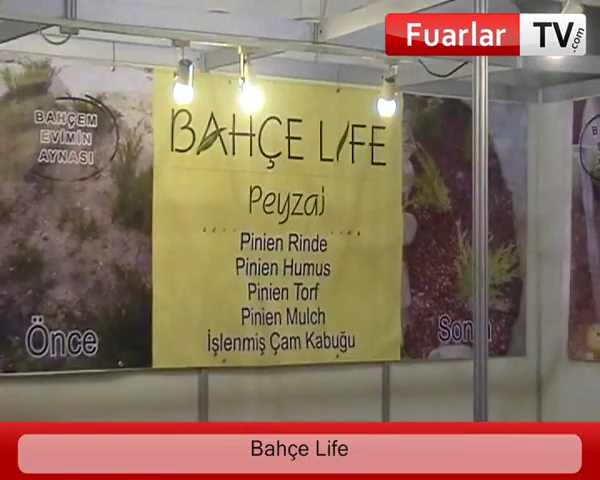 Fuarlar TV.com
BAHÇEM
EVİMİN
AYNASI
BAHÇE LIFE
Peyzaj
Pinien Rinde
Pinien Humus
Pinien Torf
Pinien Mulch
İşlenmiş Çam Kabuğu
Önce
Sonra
Bahçe Life